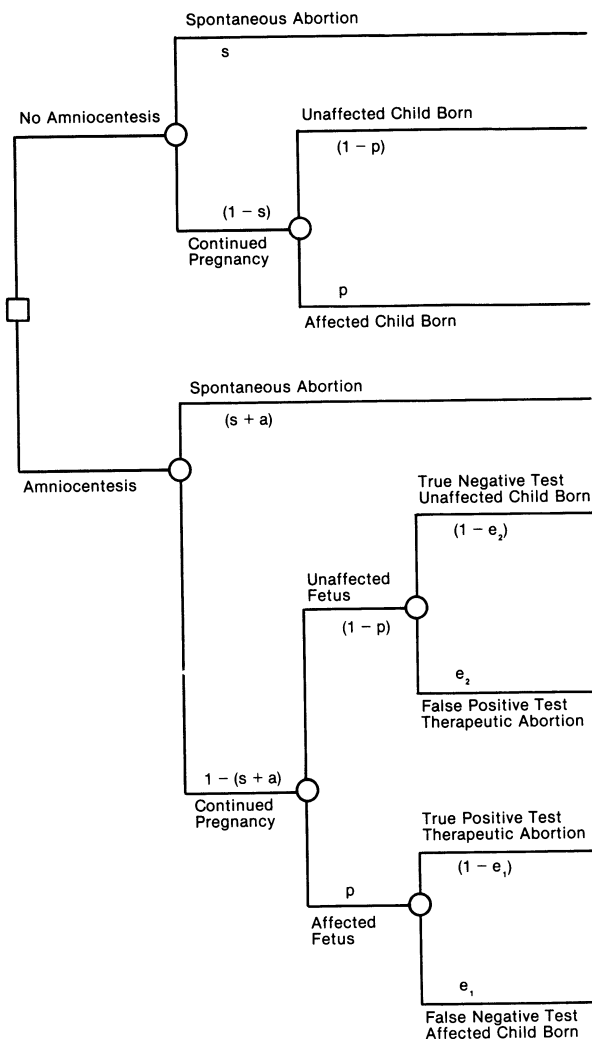 Spontaneous Abortion
s
No Amniocentesis
Unaffected Child Born
(1 − p)
(1 − s)
Continued
Pregnancy
p
Affected Child Born
Spontaneous Abortion
(s + a)
Amniocentesis
True Negative Test
Unaffected Child Born
(1 − e₂)
Unaffected
Fetus
(1 − p)
e₂
False Positive Test
Therapeutic Abortion
1 − (s + a)
Continued
Pregnancy
True Positive Test
Therapeutic Abortion
(1 − e₁)
p
Affected
Fetus
e₁
False Negative Test
Affected Child Born